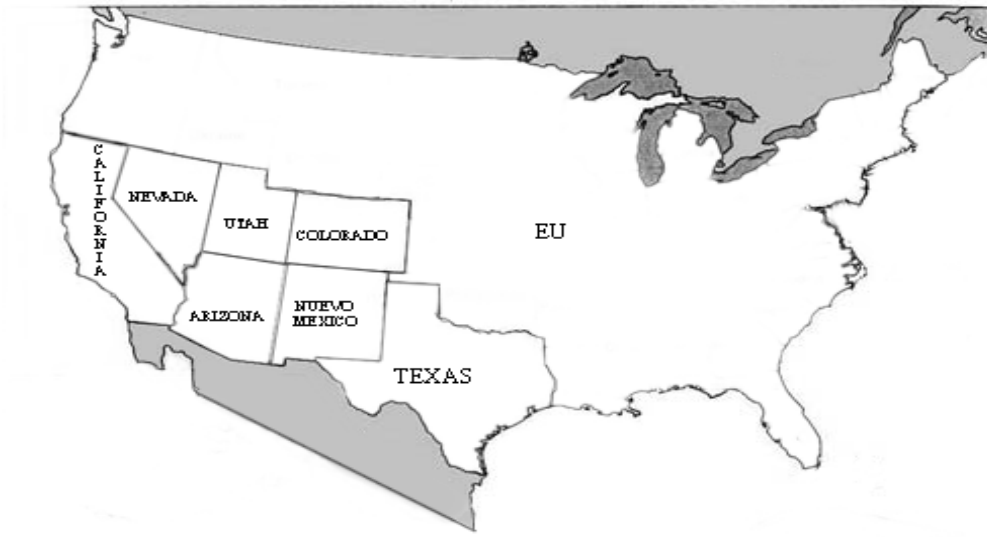 CALIFORNIA
NEVADA
UTAH
COLORADO
EU
ARIZONA
NUEVO
MEXICO
TEXAS